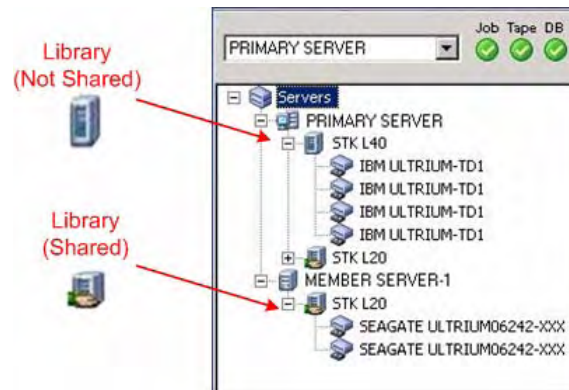 Library
(Not Shared)
Library
(Shared)
Job Tape DB
PRIMARY SERVER
Servers
PRIMARY SERVER
STK L40
IBM ULTRIUM-TD1
IBM ULTRIUM-TD1
IBM ULTRIUM-TD1
IBM ULTRIUM-TD1
STK L20
MEMBER SERVER-1
STK L20
SEAGATE ULTRIUM06242-XXX
SEAGATE ULTRIUM06242-XXX